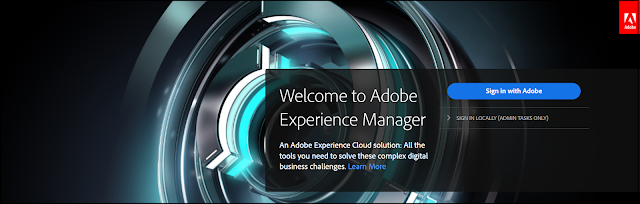 Adobe
Welcome to Adobe
Experience Manager
An Adobe Experience Cloud solution: All the
tools you need to solve these complex digital
business challenges. Learn More
Sign in with Adobe
SIGN IN LOCALLY (ADMIN TASKS ONLY)